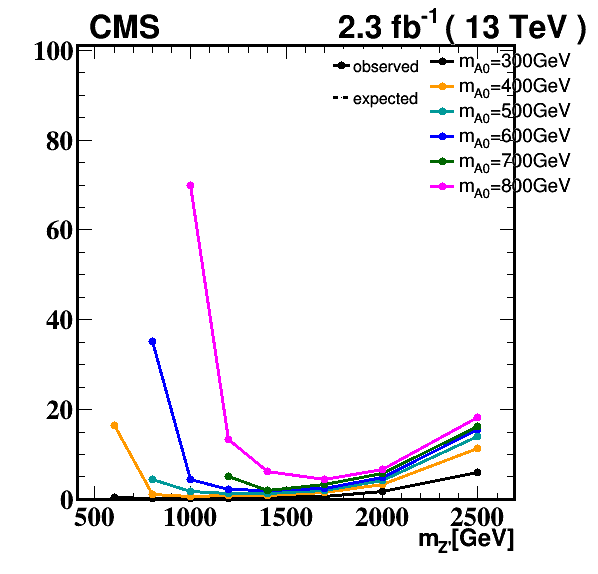 CMS 2.3 fb-1 ( 13 TeV )
100
80
60
40
20
0
observed
expected
mA0=300GeV
mA0=400GeV
mA0=500GeV
mA0=600GeV
mA0=700GeV
mA0=800GeV
500 1000 1500 2000 2500
mZ'[GeV]